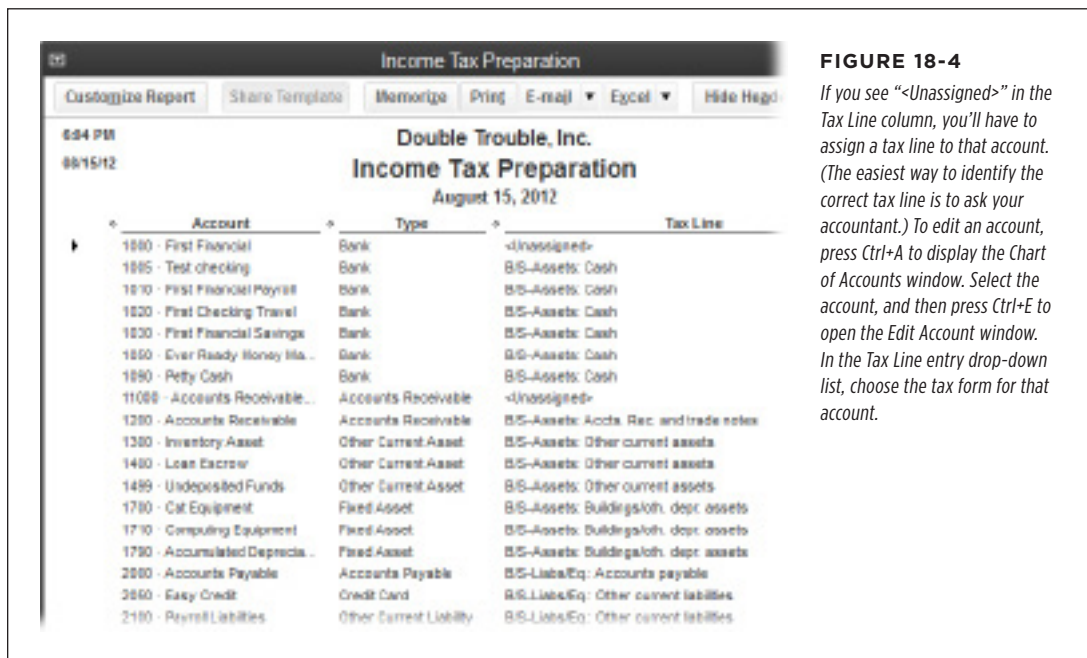 Income Tax Preparation
Customize Report Share Template Memorize Print E-mail Excel Hide Head
6:04 PM
08/15/12
Double Trouble, Inc.
Income Tax Preparation
August 15, 2012
Account Type Tax Line
1000 · First Financial Bank <Unassigned>
1005 · Test checking Bank B/S-Assets: Cash
1010 · First Financial Payroll Bank B/S-Assets: Cash
1020 · First Checking Travel Bank B/S-Assets: Cash
1030 · First Financial Savings Bank B/S-Assets: Cash
1050 · Ever Ready Money Ma... Bank B/S-Assets: Cash
1090 · Petty Cash Bank B/S-Assets: Cash
11000 · Accounts Receivable... Accounts Receivable <Unassigned>
1200 · Accounts Receivable Accounts Receivable B/S-Assets: Accts. Rec. and trade notes
1300 · Inventory Asset Other Current Asset B/S-Assets: Other current assets
1400 · Loan Escrow Other Current Asset B/S-Assets: Other current assets
1499 · Undeposited Funds Other Current Asset B/S-Assets: Other current assets
1700 · Cat Equipment Fixed Asset B/S-Assets: Buildings/oth. depr. assets
1710 · Computing Equipment Fixed Asset B/S-Assets: Buildings/oth. depr. assets
1790 · Accumulated Deprecia... Fixed Asset B/S-Assets: Buildings/oth. depr. assets
2000 · Accounts Payable Accounts Payable B/S-Liabs/Eq.: Accounts payable
2050 · Easy Credit Credit Card B/S-Liabs/Eq.: Other current liabilities
2100 · Payroll Liabilities Other Current Liability B/S-Liabs/Eq.: Other current liabilities
FIGURE 18-4
If you see “<Unassigned>” in the
Tax Line column, you’ll have to
assign a tax line to that account.
(The easiest way to identify the
correct tax line is to ask your
accountant.) To edit an account,
press Ctrl+A to display the Chart
of Accounts window. Select the
account, and then press Ctrl+E to
open the Edit Account window.
In the Tax Line entry drop-down
list, choose the tax form for that
account.